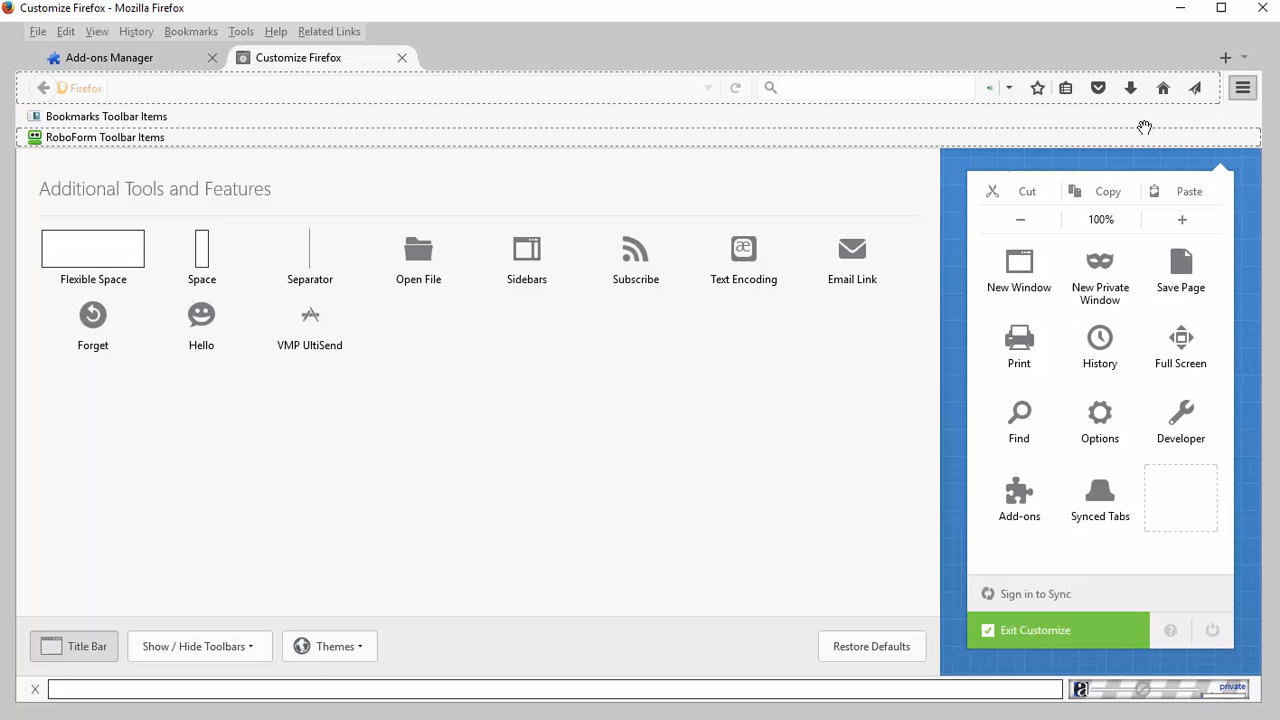 Customize Firefox - Mozilla Firefox
File Edit View History Bookmarks Tools Help Related Links
Add-ons Manager Customize Firefox
Firefox
Bookmarks Toolbar Items
RoboForm Toolbar Items
Additional Tools and Features
Flexible Space Space Separator Open File Sidebars Subscribe Text Encoding Email Link
Forget Hello VMP UltiSend
Cut Copy Paste
100%
New Window New Private Window Save Page
Print History Full Screen
Find Options Developer
Add-ons Synced Tabs
Sign in to Sync
Exit Customize
Title Bar Show / Hide Toolbars Themes Restore Defaults
X private